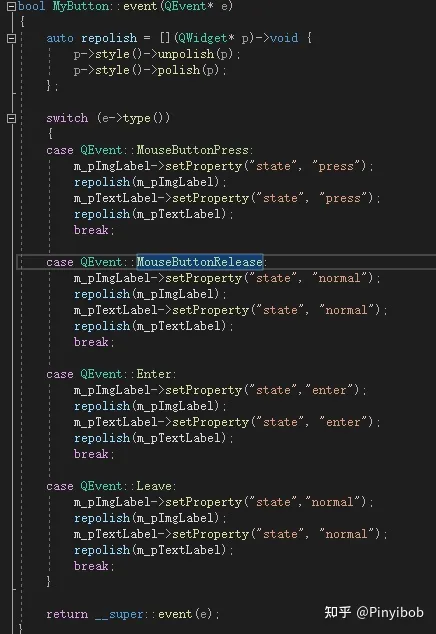 bool MyButton::event(QEvent* e)
{
auto repolish = [](QWidget* p)->void {
p->style()->unpolish(p);
p->style()->polish(p);
};
switch (e->type())
{
case QEvent::MouseButtonPress:
m_pImgLabel->setProperty("state", "press");
repolish(m_pImgLabel);
m_pTextLabel->setProperty("state", "press");
repolish(m_pTextLabel);
break;
case QEvent::MouseButtonRelease:
m_pImgLabel->setProperty("state", "normal");
repolish(m_pImgLabel);
m_pTextLabel->setProperty("state", "normal");
repolish(m_pTextLabel);
break;
case QEvent::Enter:
m_pImgLabel->setProperty("state","enter");
repolish(m_pImgLabel);
m_pTextLabel->setProperty("state", "enter");
repolish(m_pTextLabel);
break;
case QEvent::Leave:
m_pImgLabel->setProperty("state","normal");
repolish(m_pImgLabel);
m_pTextLabel->setProperty("state", "normal");
repolish(m_pTextLabel);
break;
}
return __super::event(e);
}
知乎 @Pinyibob